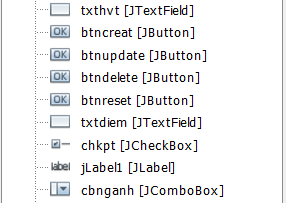 txthvt [JTextField]
OK btncreat [JButton]
OK btnupdate [JButton]
OK btndelete [JButton]
OK btnreset [JButton]
txtdiem [JTextField]
chkpt [JCheckBox]
label jLabel1 [JLabel]
cbnganh [JComboBox]